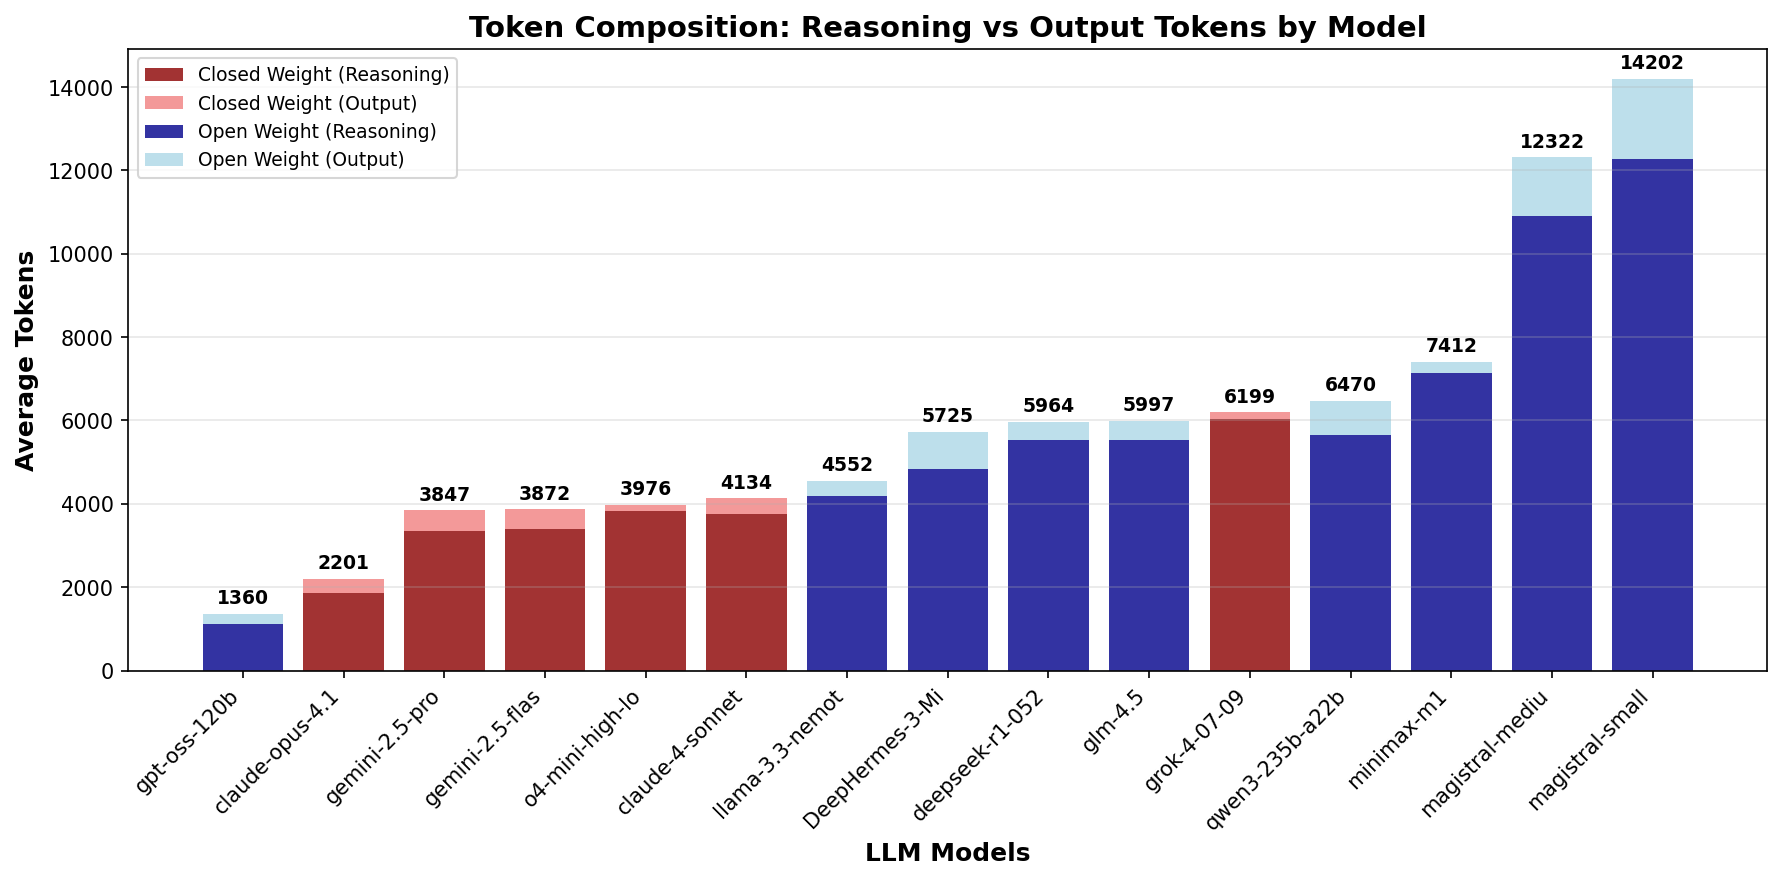 Token Composition: Reasoning vs Output Tokens by Model
Closed Weight (Reasoning)
Closed Weight (Output)
Open Weight (Reasoning)
Open Weight (Output)
Average Tokens
14000
12000
10000
8000
6000
4000
2000
0
1360
2201
3847
3872
3976
4134
4552
5725
5964
5997
6199
6470
7412
12322
14202
gpt-oss-120b
claude-opus-4.1
gemini-2.5-pro
gemini-2.5-flas
o4-mini-high-lo
claude-4-sonnet
llama-3.3-nemot
DeepHermes-3-Mi
deepseek-r1-052
glm-4.5
grok-4-07-09
qwen3-235b-a22b
minimax-m1
magistral-mediu
magistral-small
LLM Models